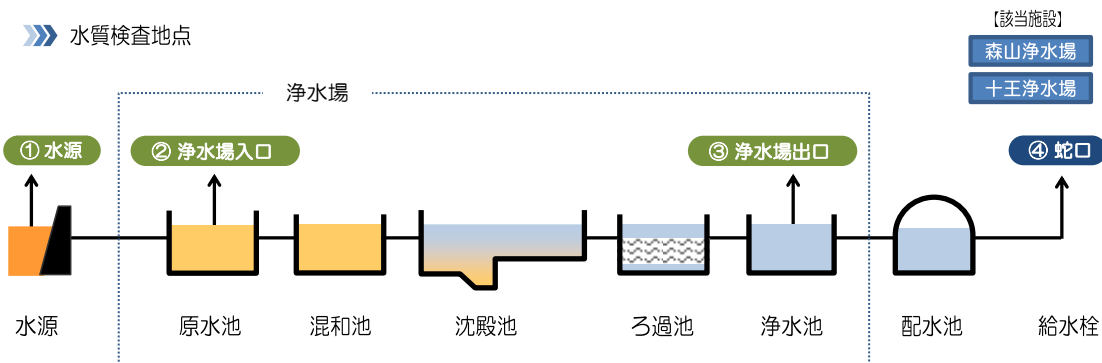 水質検査地点
【該当施設】
森山浄水場
十王浄水場
浄水場
① 水源
② 浄水場入口
③ 浄水場出口
④ 蛇口
水源
原水池
混和池
沈殿池
ろ過池
浄水池
配水池
給水栓